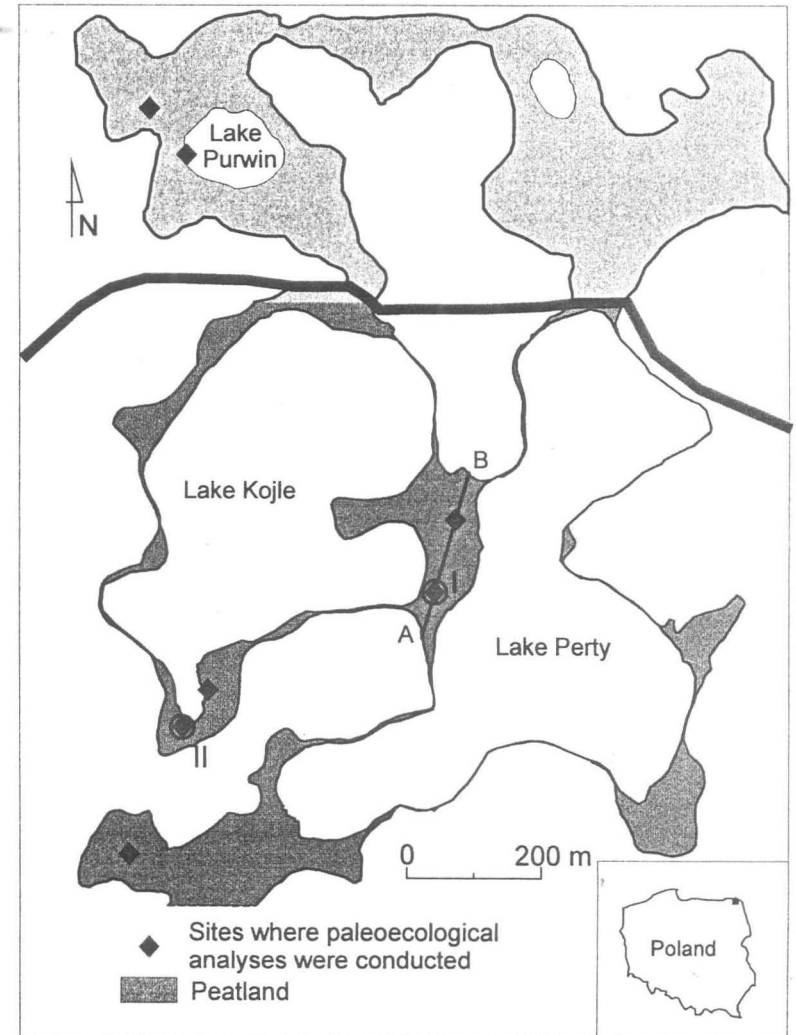 Lake
Purwin
N
B
Lake Kojle
I
A
Lake Perty
II
0 200 m
Sites where paleoecological
analyses were conducted
Peatland
Poland